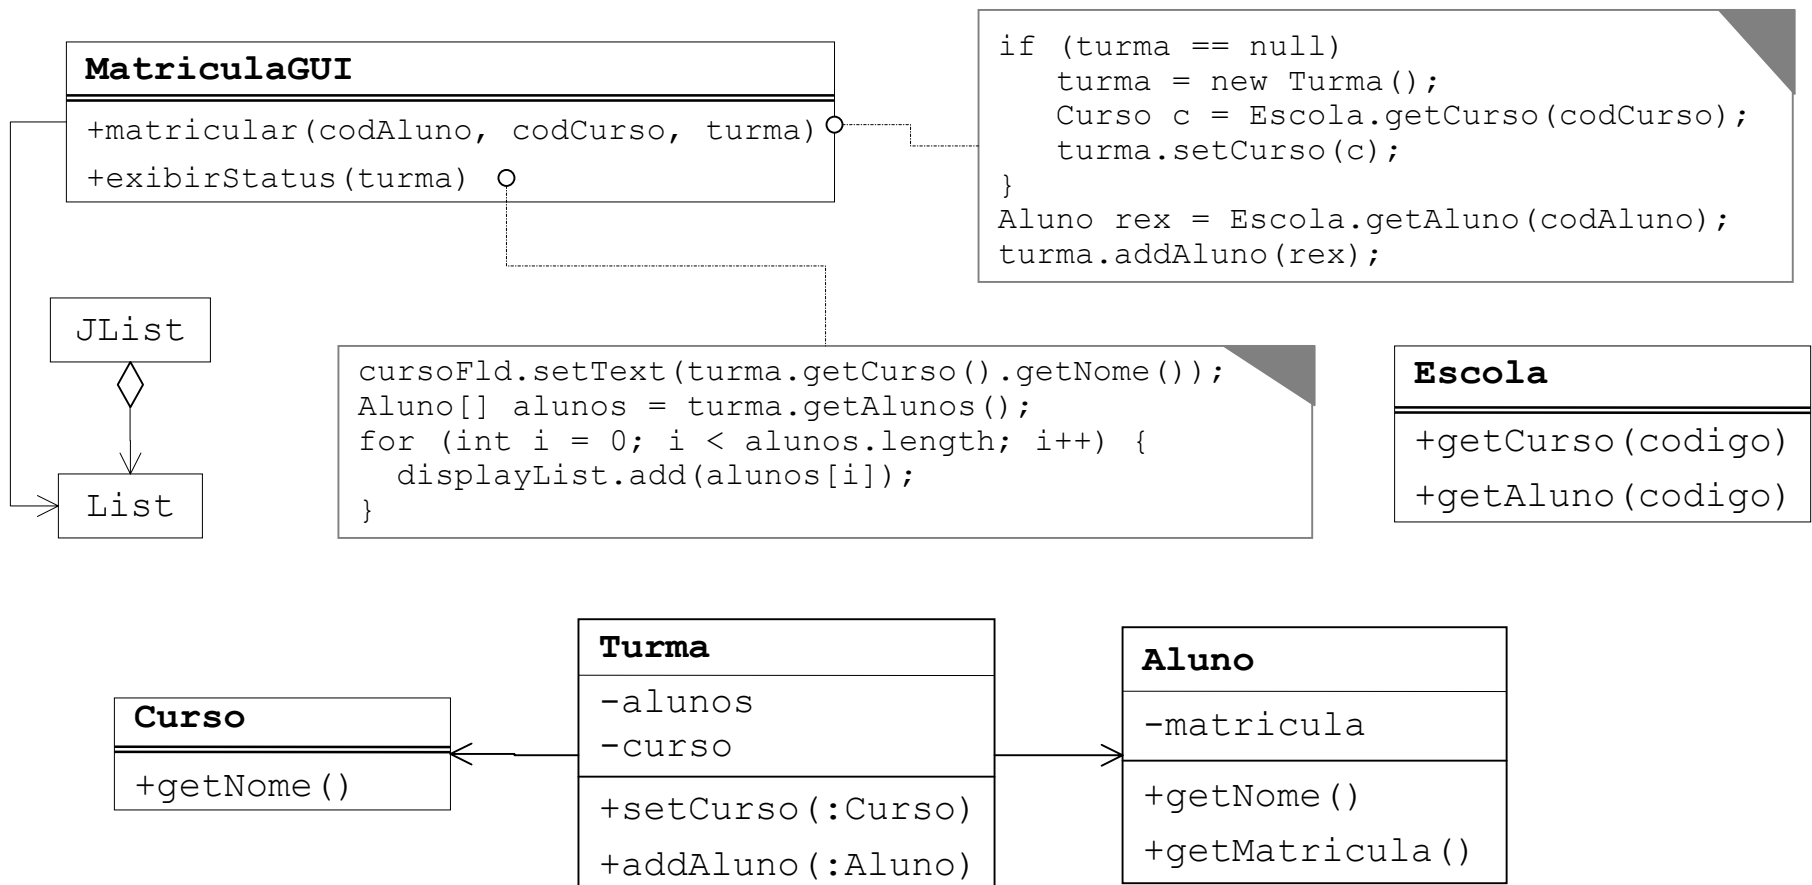 MatriculaGUI
+matricular(codAluno, codCurso, turma)
+exibirStatus(turma)
if (turma == null)
turma = new Turma();
Curso c = Escola.getCurso(codCurso);
turma.setCurso(c);
}
Aluno rex = Escola.getAluno(codAluno);
turma.addAluno(rex);
JList
List
cursoFld.setText(turma.getCurso().getNome());
Aluno[] alunos = turma.getAlunos();
for (int i = 0; i < alunos.length; i++) {
displayList.add(alunos[i]);
}
Escola
+getCurso(codigo)
+getAluno(codigo)
Curso
+getNome()
Turma
-alunos
-curso
+setCurso(:Curso)
+addAluno(:Aluno)
Aluno
-matricula
+getNome()
+getMatricula()